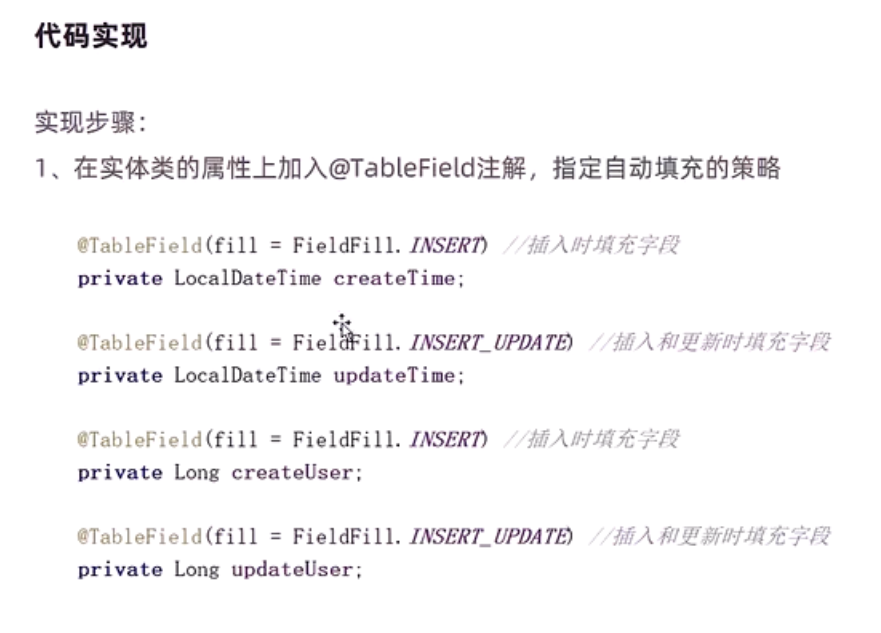 代码实现
实现步骤：
1、在实体类的属性上加入@TableField注解，指定自动填充的策略
@TableField(fill = FieldFill.INSERT) //插入时填充字段
private LocalDateTime createTime;
@TableField(fill = FieldFill.INSERT_UPDATE) //插入和更新时填充字段
private LocalDateTime updateTime;
@TableField(fill = FieldFill.INSERT) //插入时填充字段
private Long createUser;
@TableField(fill = FieldFill.INSERT_UPDATE) //插入和更新时填充字段
private Long updateUser;